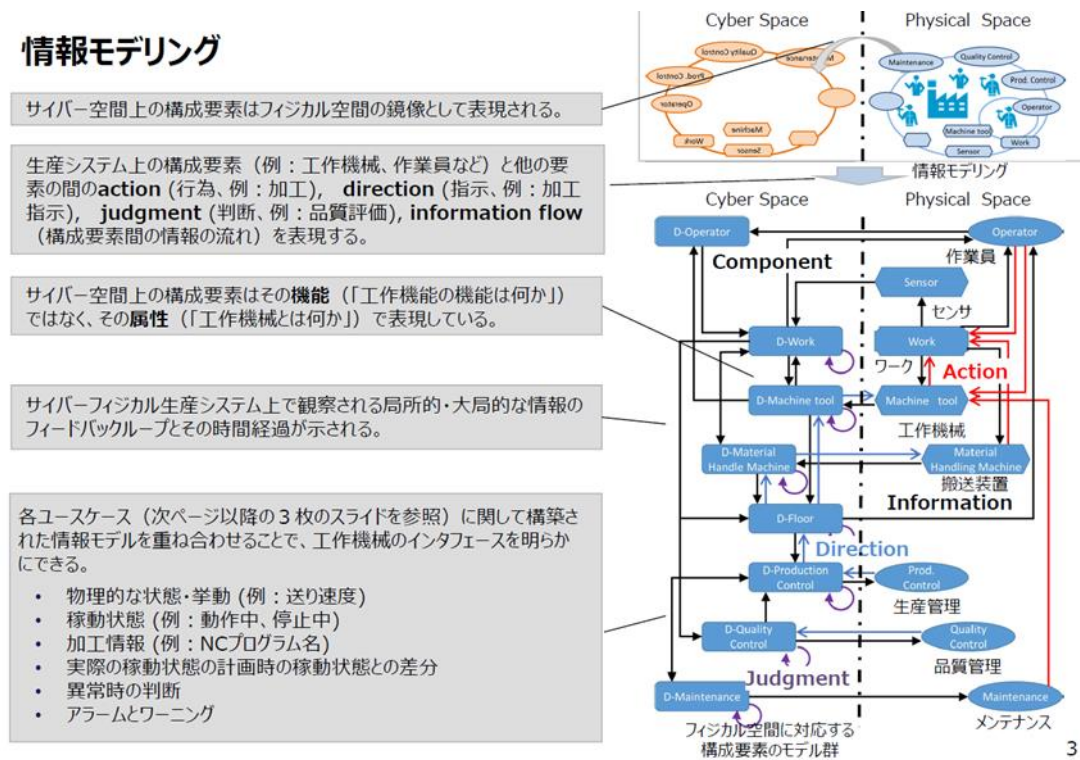 情報モデリング
サイバー空間上の構成要素はフィジカル空間の鏡像として表現される。
生産システム上の構成要素（例：工作機械、作業員など）と他の要
素の間のaction (行為、例：加工)， direction (指示、例：加工
指示)， judgment (判断、例：品質評価), information flow
（構成要素間の情報の流れ）を表現する。
サイバー空間上の構成要素はその機能（「工作機能の機能は何か」）
ではなく、その属性（「工作機械とは何か」）で表現している。
サイバーフィジカル生産システム上で観察される局所的・大局的な情報の
フィードバックループとその時間経過が示される。
各ユースケース（次ページ以降の３枚のスライドを参照）に関して構築さ
れた情報モデルを重ね合わせることで、工作機械のインタフェースを明らか
にできる。
• 物理的な状態・挙動 (例：送り速度)
• 稼動状態 (例：動作中、停止中)
• 加工情報 (例：NCプログラム名)
• 実際の稼動状態の計画時の稼動状態との差分
• 異常時の判断
• アラームとワーニング
Cyber Space
Physical Space
Quality Control
Maintenance
Prod. Control
Operator
Machine
Work
Sensor
Maintenance
Quality Control
Prod. Control
Operator
Machine tool
Work
Sensor
情報モデリング
Cyber Space
Physical Space
D-Operator
Operator
作業員
Component
Sensor
センサ
D-Work
Work
ワーク
Action
D-Machine tool
Machine tool
工作機械
D-Material
Handle Machine
Material
Handling Machine
搬送装置
Information
D-Floor
Direction
D-Production
Control
Prod.
Control
生産管理
D-Quality
Control
Quality
Control
品質管理
Judgment
D-Maintenance
Maintenance
メンテナンス
フィジカル空間に対応する
構成要素のモデル群
3